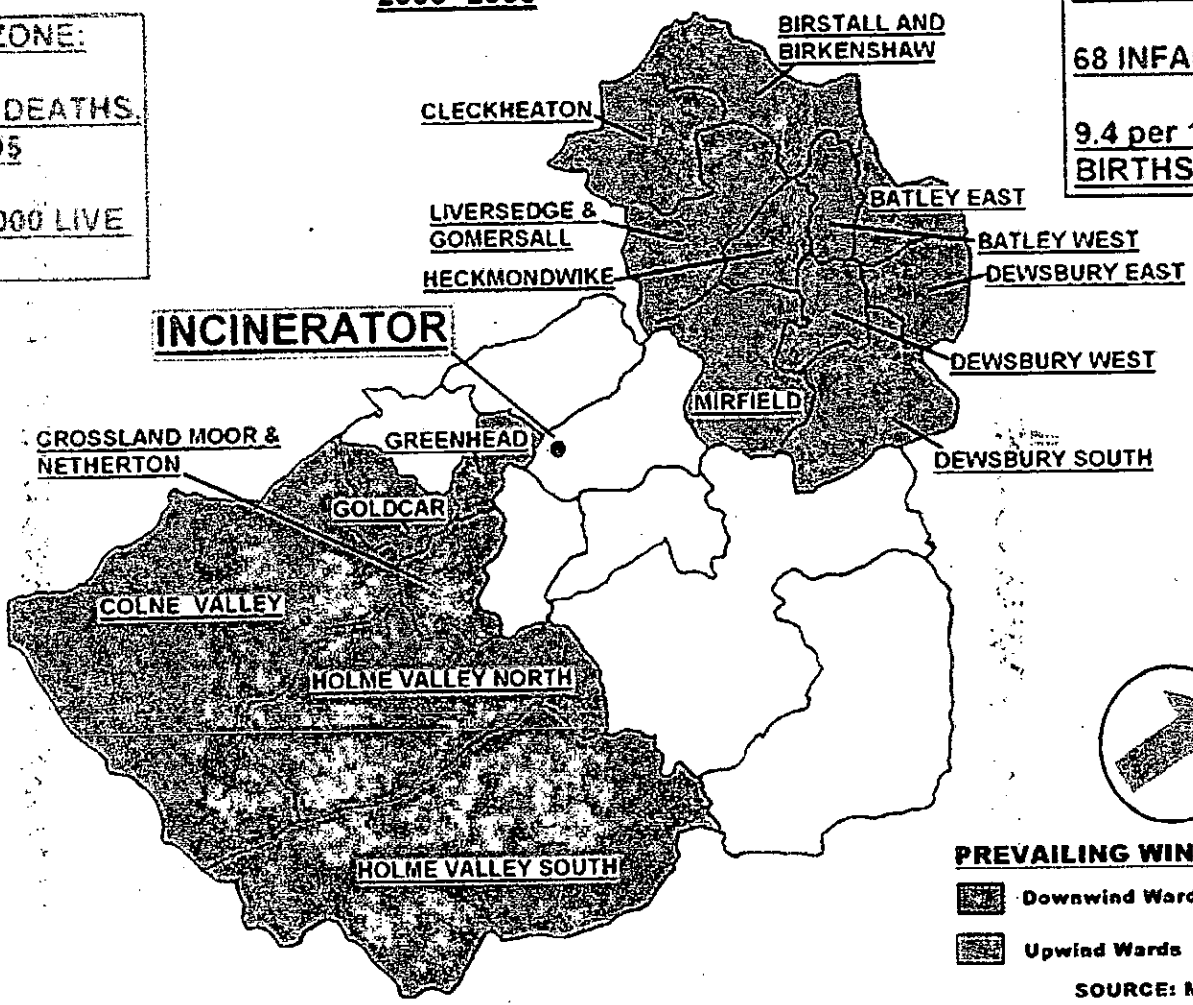 ZONE:
DEATHS.
000 LIVE
68 INFA
9.4 per 1
BIRTHS
BIRSTALL AND
BIRKENSHAW
CLECKHEATON
BATLEY EAST
LIVERSEDGE &
GOMERSALL
BATLEY WEST
HECKMONDWIKE
DEWSBURY EAST
INCINERATOR
DEWSBURY WEST
MIRFIELD
CROSSLAND MOOR &
NETHERTON
GREENHEAD
DEWSBURY SOUTH
GOLDCAR
COLNE VALLEY
HOLME VALLEY NORTH
HOLME VALLEY SOUTH
PREVAILING WIN
Downwind Ward
Upwind Wards
SOURCE: